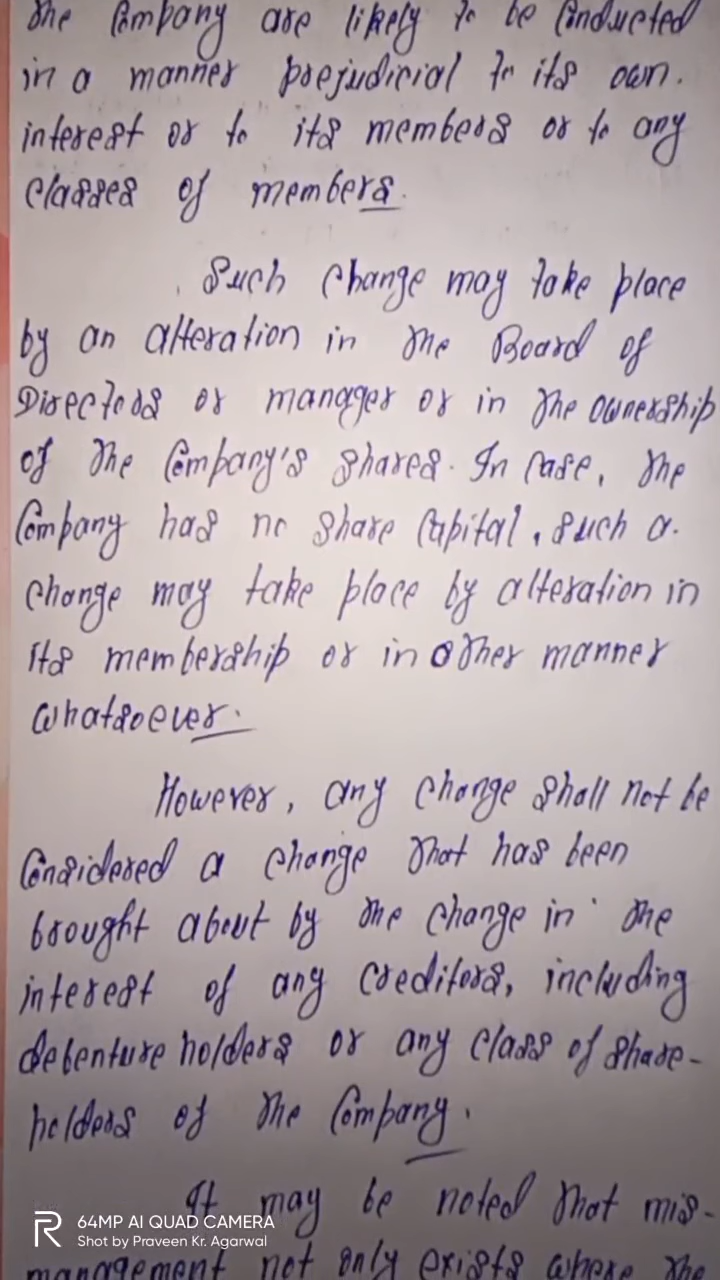 the Company are likely to be Conducted
in a manner prejudicial to its own.
interest or to its members or to any
classes of members.
Such change may take place
by an alteration in the Board of
Directors or manager or in the ownership
of the Company's shares. In case, the
Company has no share Capital, such a.
change may take place by alteration in
its membership or in other manner
whatsoever.
However, any change shall not be
Considered a change that has been
brought about by the change in the
interest of any creditors, including
debenture holders or any class of share-
holders of the Company.
It may be noted that mis-
management not only exists where the
R
64MP AI QUAD CAMERA
Shot by Praveen Kr. Agarwal